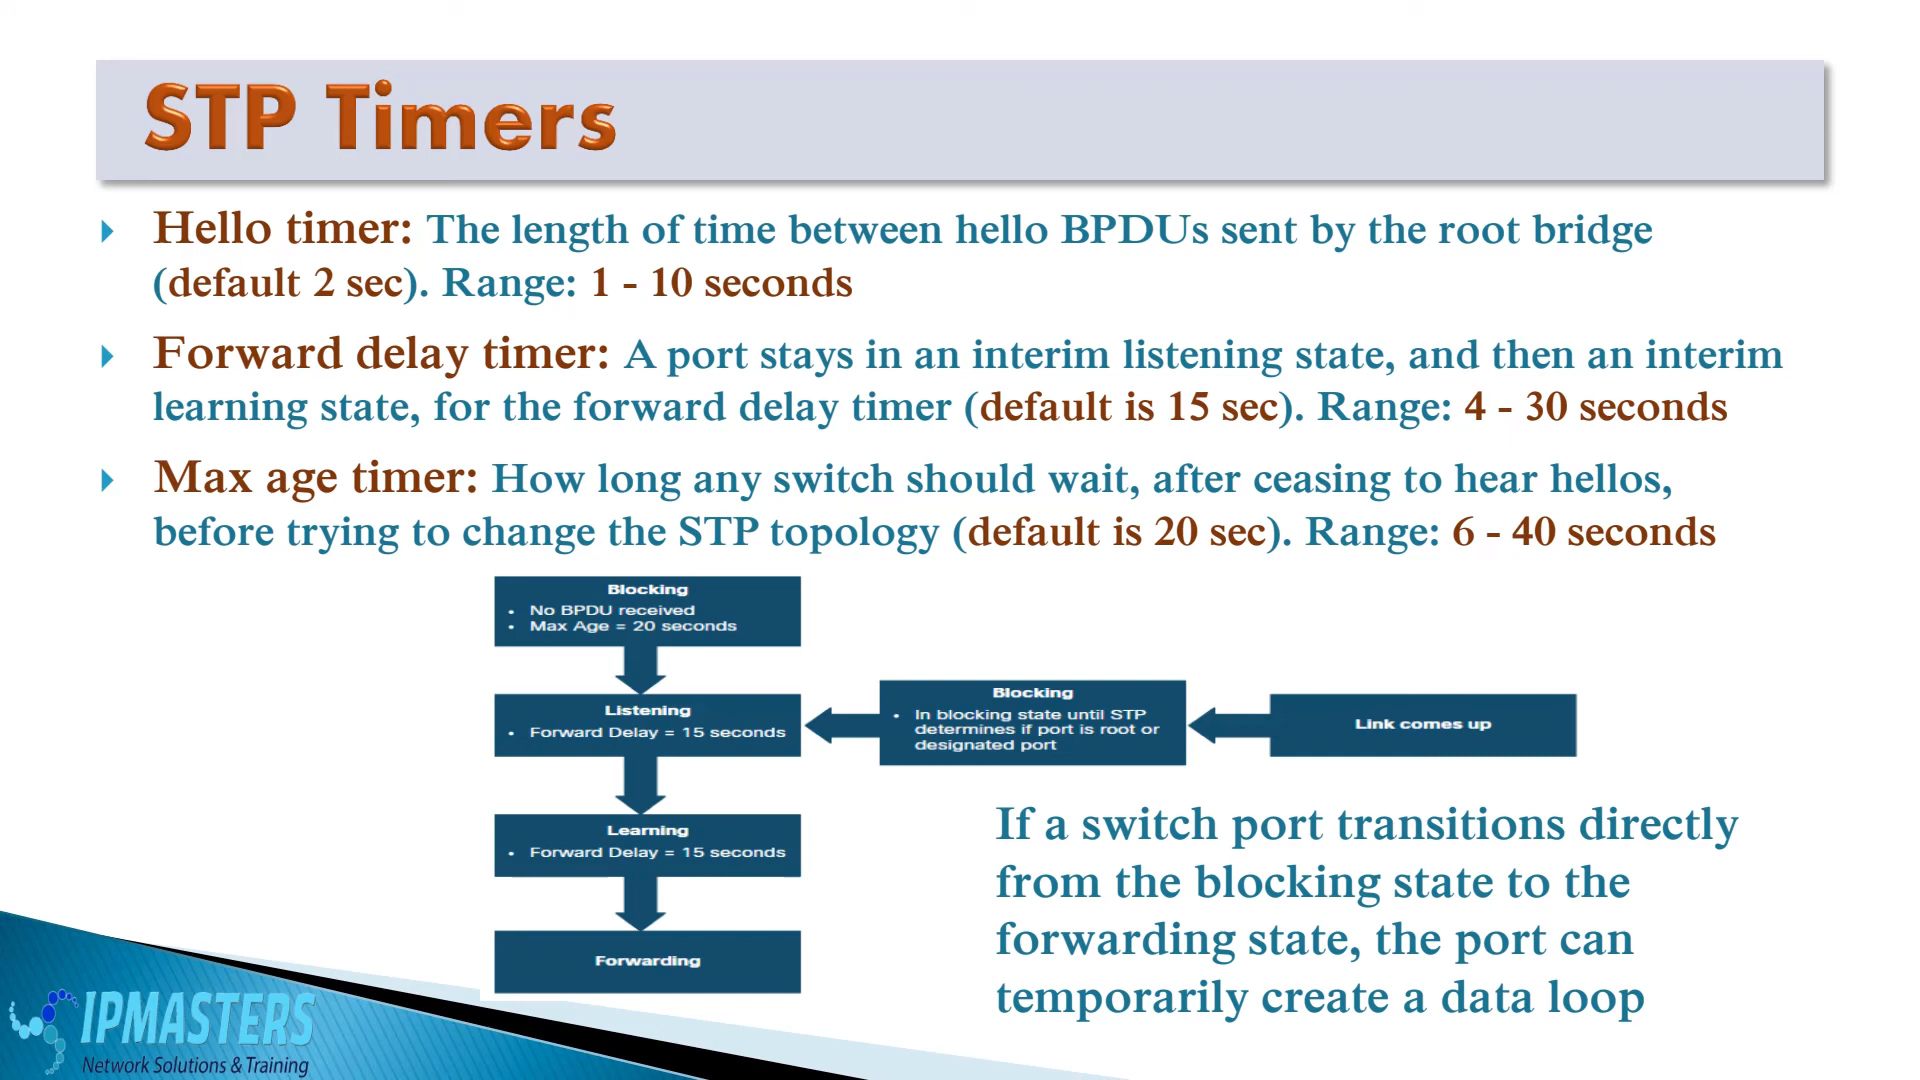 STP Timers
Hello timer: The length of time between hello BPDUs sent by the root bridge
(default 2 sec). Range: 1 - 10 seconds
Forward delay timer: A port stays in an interim listening state, and then an interim
learning state, for the forward delay timer (default is 15 sec). Range: 4 - 30 seconds
Max age timer: How long any switch should wait, after ceasing to hear hellos,
before trying to change the STP topology (default is 20 sec). Range: 6 - 40 seconds
Blocking
• No BPDU received
• Max Age = 20 seconds
Listening
• Forward Delay = 15 seconds
Blocking
• In blocking state until STP
determines if port is root or
designated port
Link comes up
Learning
• Forward Delay = 15 seconds
Forwarding
If a switch port transitions directly
from the blocking state to the
forwarding state, the port can
temporarily create a data loop
IPMASTERS
Network Solutions & Training